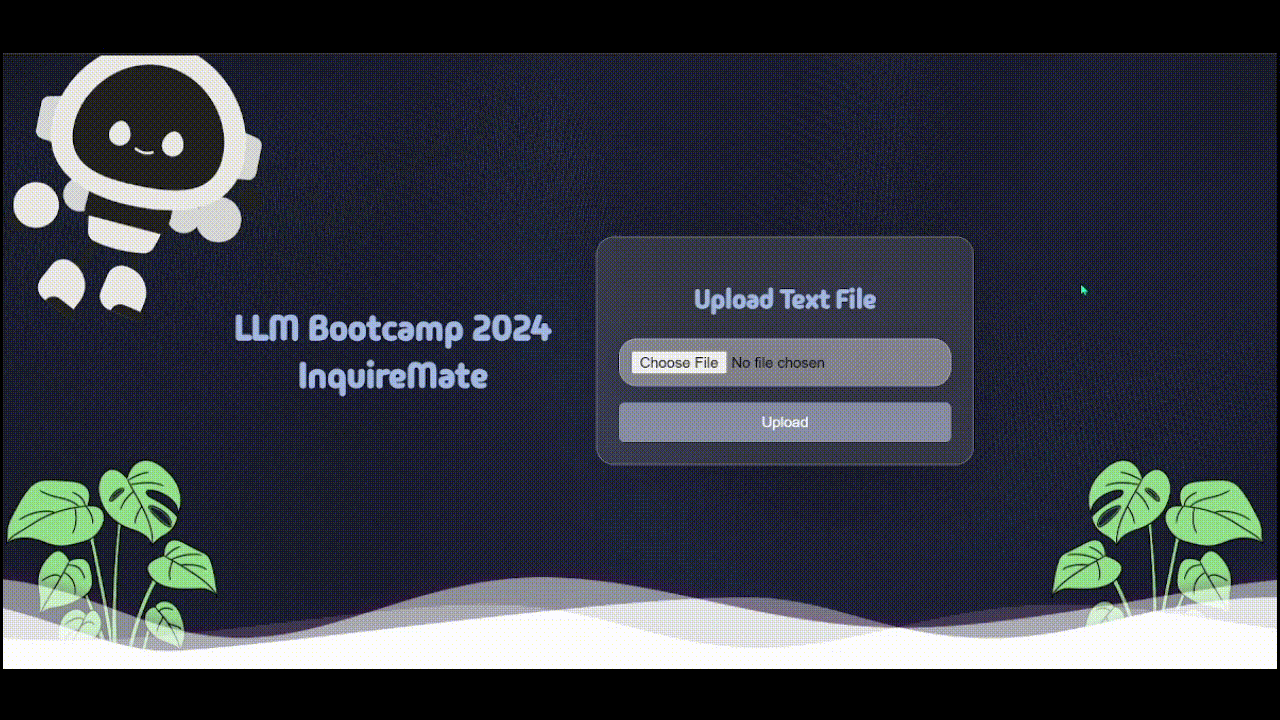 LLM Bootcamp 2024
InquireMate
Upload Text File
Choose File No file chosen
Upload